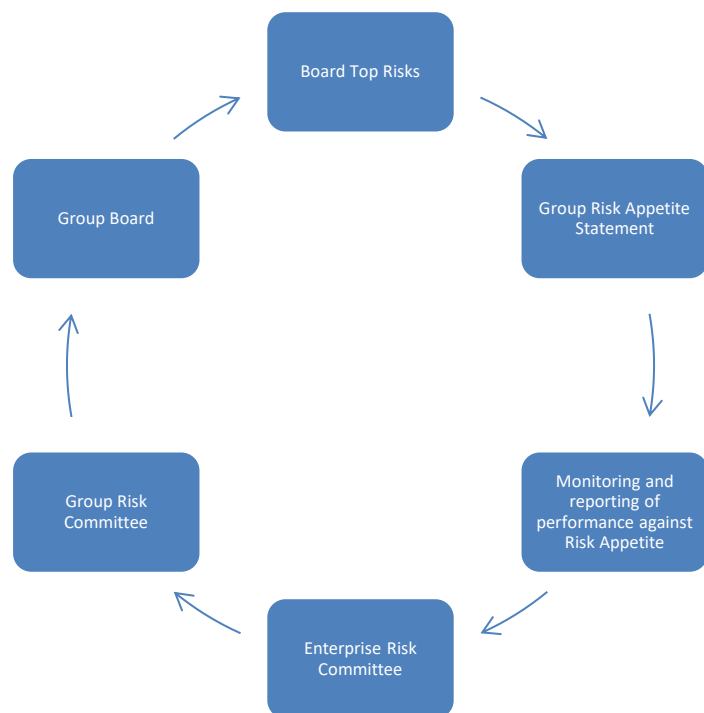 Board Top Risks
Group Risk Appetite
Statement
Monitoring and
reporting of
performance against
Risk Appetite
Enterprise Risk
Committee
Group Risk
Committee
Group Board